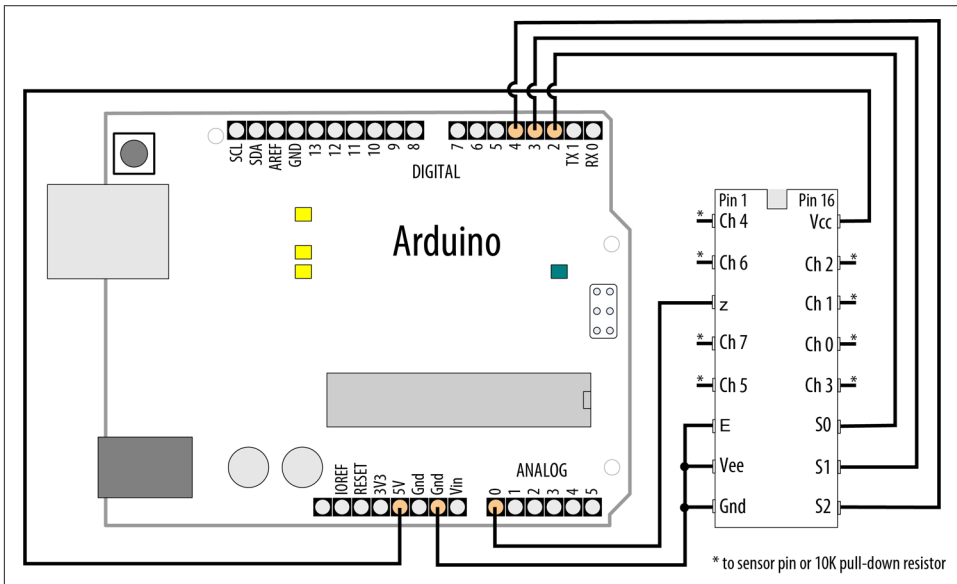 SCL
SDA
AREF
GND
13
12
11
10
9
8
7
6
5
4
3
2
TX 1
RX 0
DIGITAL
Arduino
IOREF
RESET
3V3
5V
Gnd
Gnd
Vin
ANALOG
0
1
2
3
4
5
Pin 1 Pin 16
* Ch 4 Vcc
* Ch 6 Ch 2 *
z Ch 1 *
* Ch 7 Ch 0 *
* Ch 5 Ch 3 *
E S0
Vee S1
Gnd S2
* to sensor pin or 10K pull-down resistor